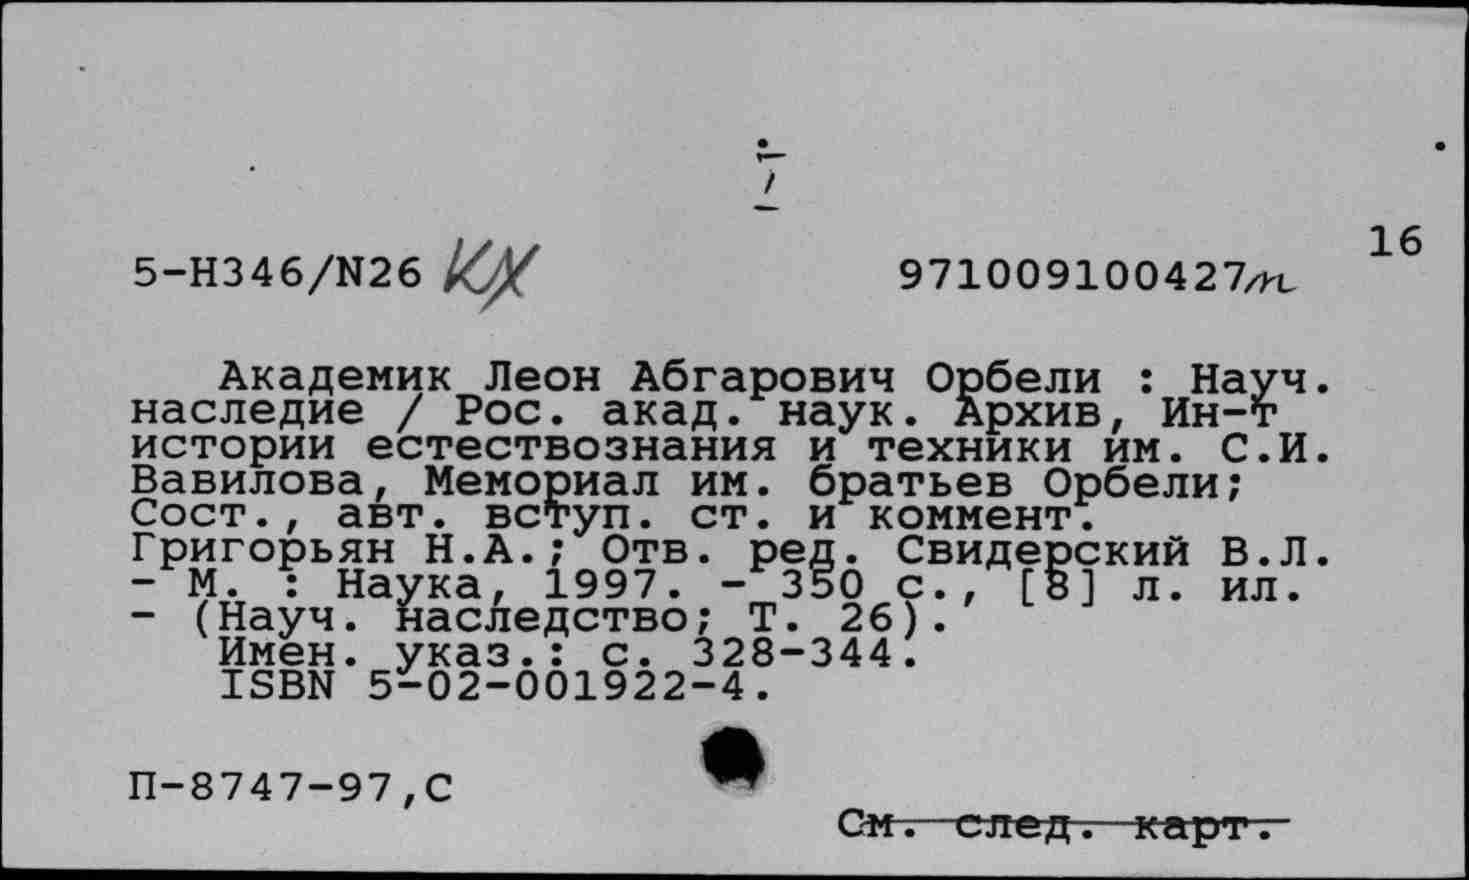 16
5-Н346/N26 КХ 971009100427
Академик Леон Абгарович Орбели : Науч.
наследие / Рос. акад. наук. Архив, Ин-т
истории естествознания и техники им. С.И.
Вавилова, Мемориал им. братьев Орбели;
Сост., авт. вступ. ст. и коммент.
Григорьян Н.А.; Отв. ред. Свидерский В.Л.
- М. : Наука, 1997. - 350 с., [8] л. ил.
- (Науч. наследство; Т. 26).
Имен. указ.: с. 328-344.
ISBN 5-02-001922-4.
П-8747-97,С
См. след. карт.